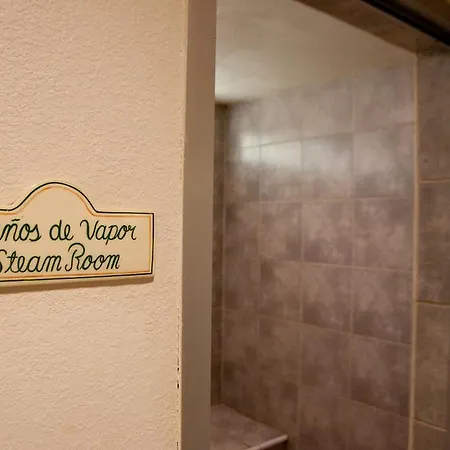 ños de Vapor
Steam Room